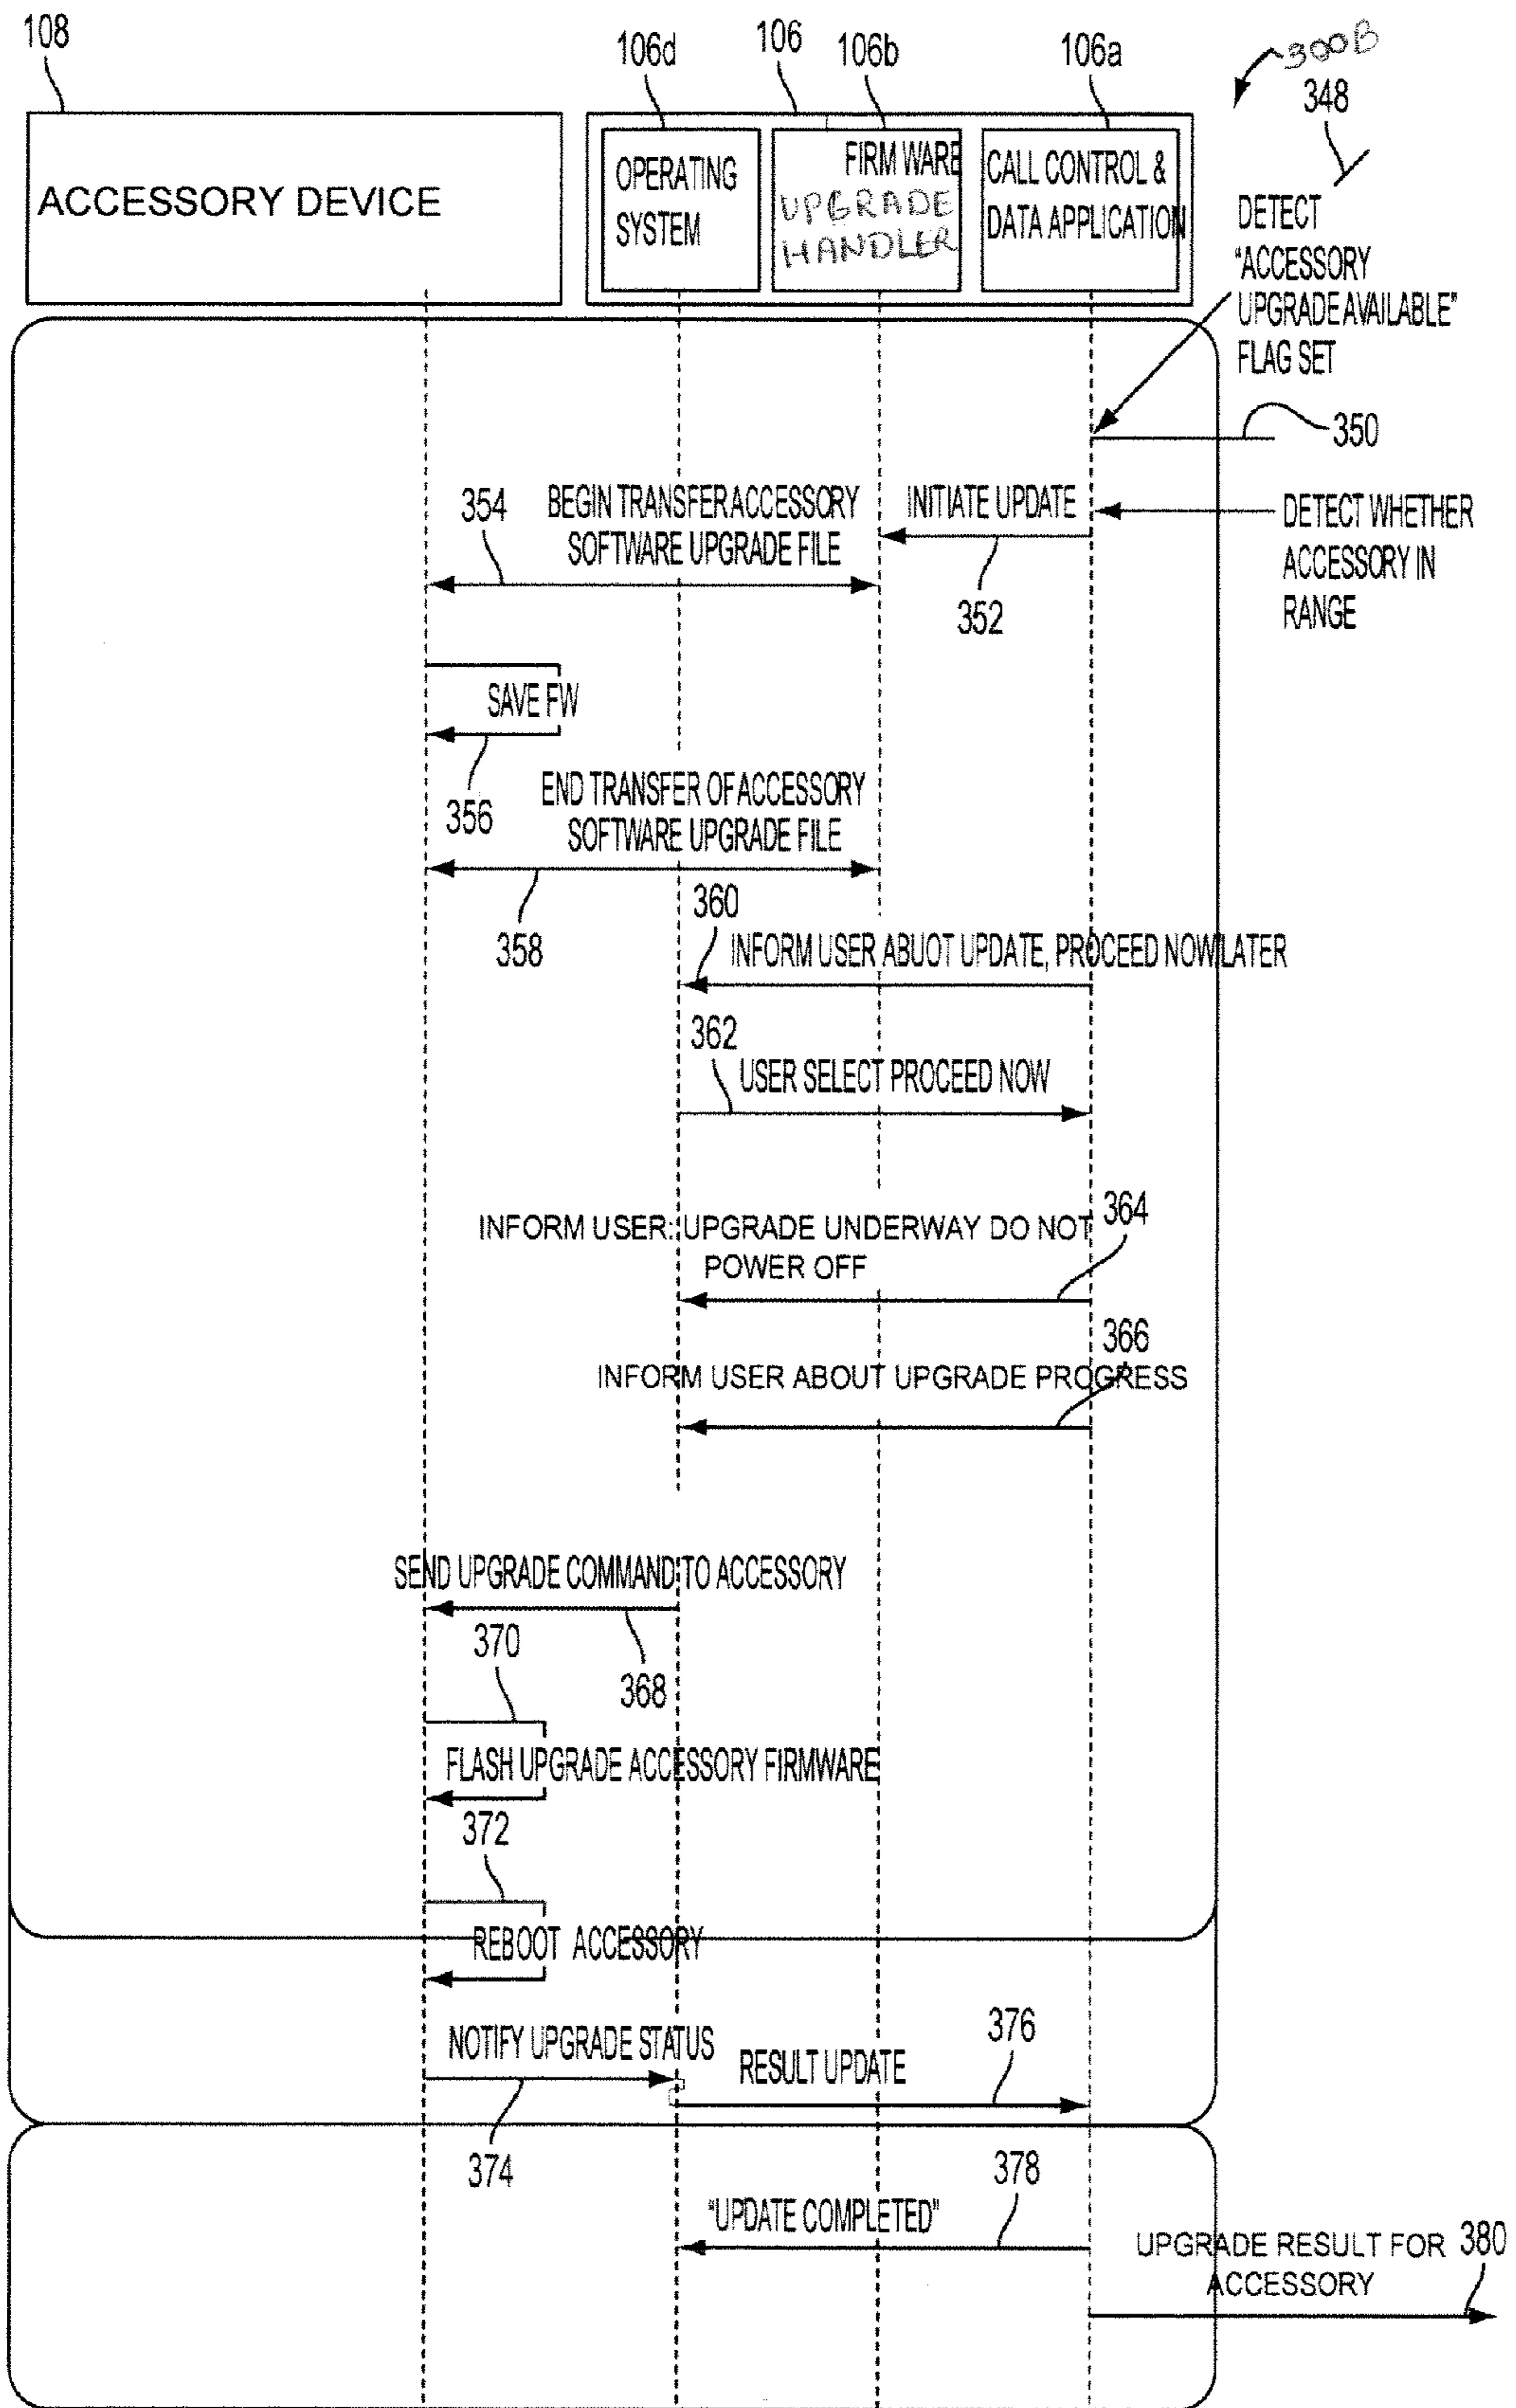 108
106d
106
106b
106a
300B
348
ACCESSORY DEVICE
OPERATING
SYSTEM
FIRM WARE
UPGRADE
HANDLER
CALL CONTROL &
DATA APPLICATION
DETECT
"ACCESSORY
UPGRADE AVAILABLE"
FLAG SET
350
354
BEGIN TRANSFER ACCESSORY
SOFTWARE UPGRADE FILE
INITIATE UPDATE
352
DETECT WHETHER
ACCESSORY IN
RANGE
SAVE FW
356
END TRANSFER OF ACCESSORY
SOFTWARE UPGRADE FILE
358
360
INFORM USER ABUOT UPDATE, PROCEED NOW/LATER
362
USER SELECT PROCEED NOW
364
INFORM USER: UPGRADE UNDERWAY DO NOT
POWER OFF
366
INFORM USER ABOUT UPGRADE PROGRESS
SEND UPGRADE COMMAND TO ACCESSORY
368
370
FLASH UPGRADE ACCESSORY FIRMWARE
372
REBOOT ACCESSORY
NOTIFY UPGRADE STATUS
374
RESULT UPDATE
376
378
"UPDATE COMPLETED"
UPGRADE RESULT FOR
ACCESSORY
380